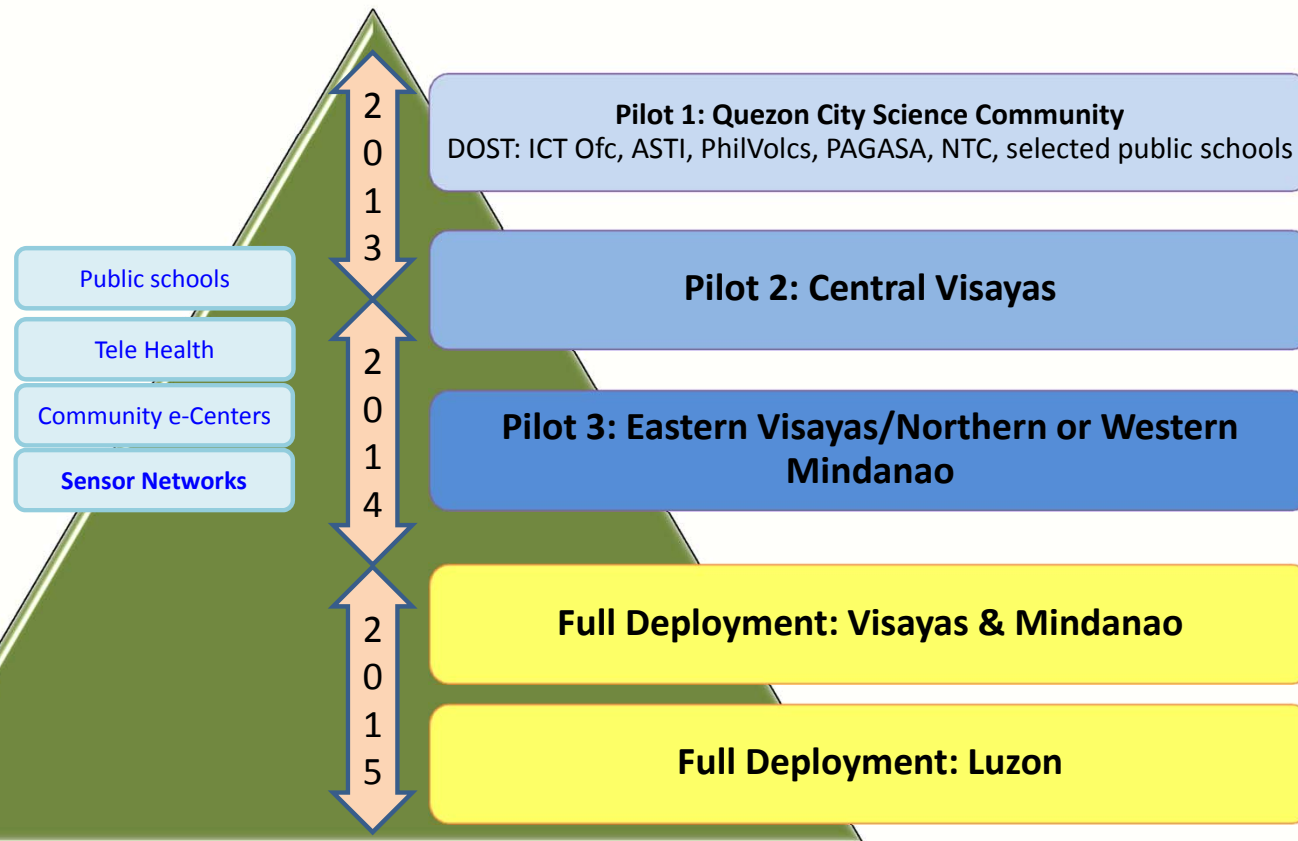 2
0
1
3
Pilot 1: Quezon City Science Community
DOST: ICT Ofc, ASTI, PhilVolcs, PAGASA, NTC, selected public schools
Pilot 2: Central Visayas
Public schools
Tele Health
Community e-Centers
Sensor Networks
2
0
1
4
Pilot 3: Eastern Visayas/Northern or Western
Mindanao
2
0
1
5
Full Deployment: Visayas & Mindanao
Full Deployment: Luzon